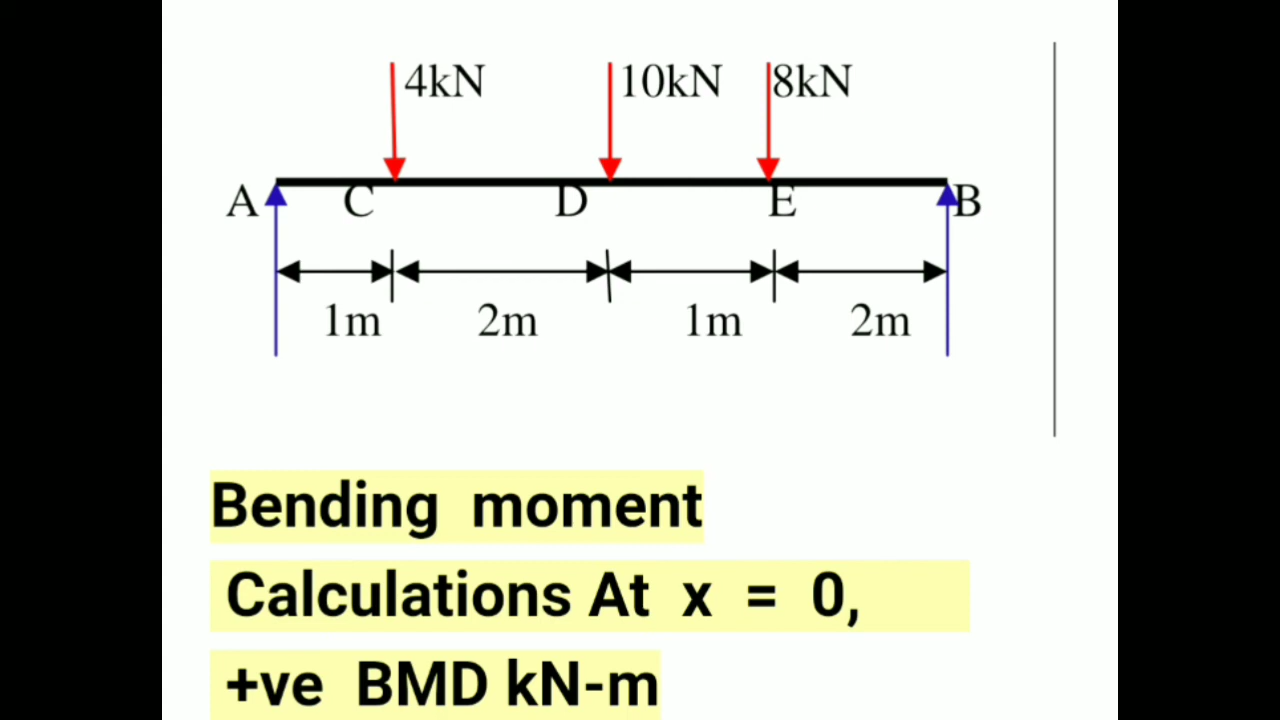 4kN 10kN 8kN
A C D E B
1m 2m 1m 2m
Bending moment
Calculations At x = 0,
+ve BMD kN-m